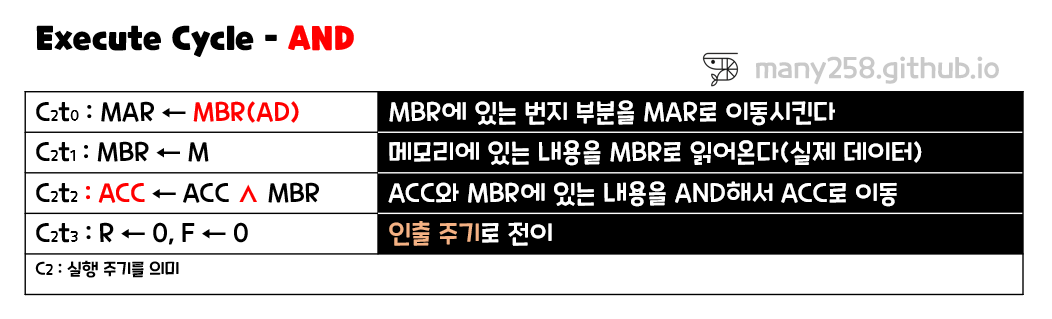 Execute Cycle - AND
many258.github.io
C₂t₀ : MAR ← MBR(AD) MBR에 있는 번지 부분을 MAR로 이동시킨다
C₂t₁ : MBR ← M 메모리에 있는 내용을 MBR로 읽어온다(실제 데이터)
C₂t₂ : ACC ← ACC ∧ MBR ACC와 MBR에 있는 내용을 AND해서 ACC로 이동
C₂t₃ : R ← 0, F ← 0 인출 주기로 전이
C₂ : 실행 주기를 의미